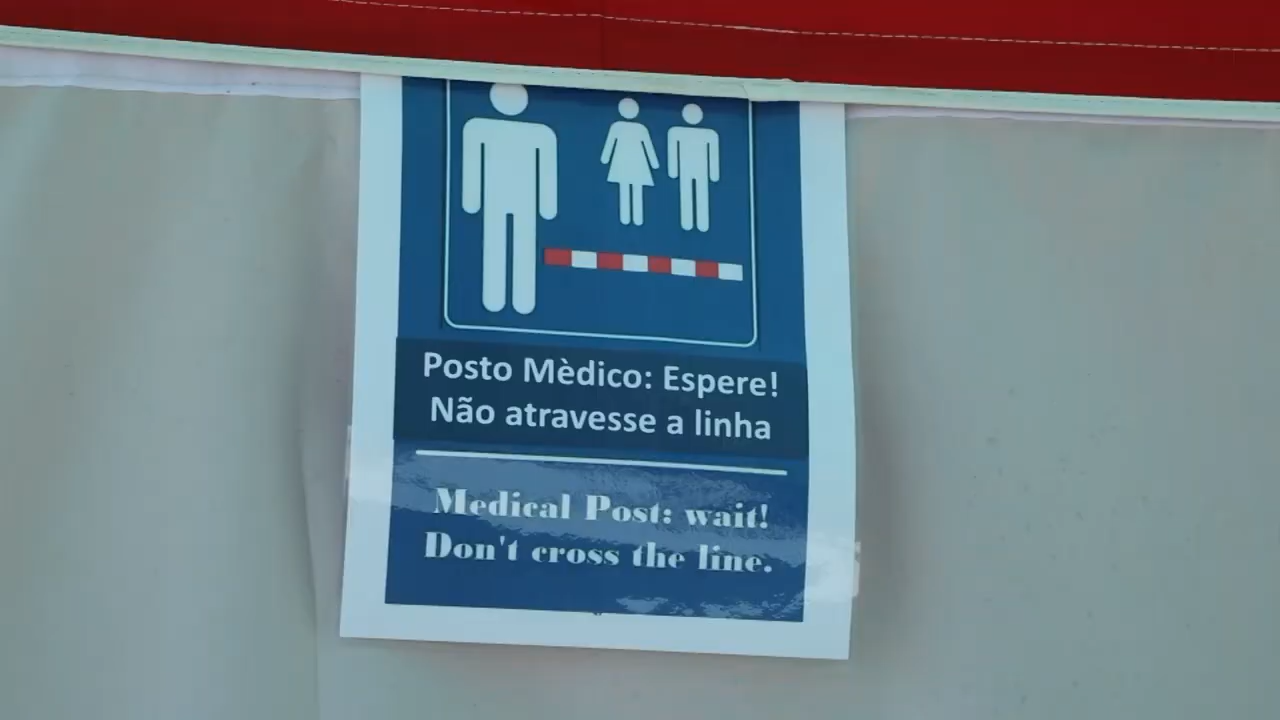 Posto Mèdico: Espere!
Não atravesse a linha
Medical Post: wait!
Don't cross the line.